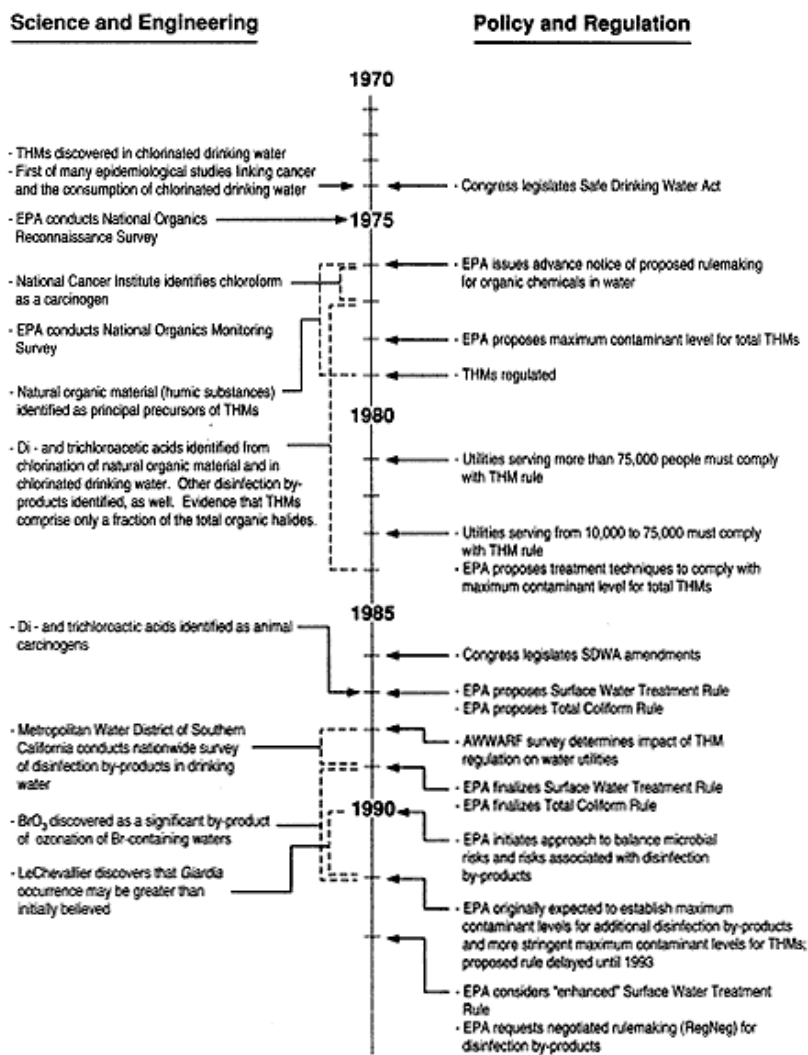 Science and Engineering
Policy and Regulation
1970
- THMs discovered in chlorinated drinking water
- First of many epidemiological studies linking cancer
and the consumption of chlorinated drinking water
- Congress legislates Safe Drinking Water Act
- EPA conducts National Organics
Reconnaissance Survey
1975
- EPA issues advance notice of proposed rulemaking
for organic chemicals in water
- National Cancer Institute identifies chloroform
as a carcinogen
- EPA conducts National Organics Monitoring
Survey
- EPA proposes maximum contaminant level for total THMs
- THMs regulated
- Natural organic material (humic substances)
identified as principal precursors of THMs
1980
- Di - and trichloroacetic acids identified from
chlorination of natural organic material and in
chlorinated drinking water. Other disinfection by-
products identified, as well. Evidence that THMs
comprise only a fraction of the total organic halides.
- Utilities serving more than 75,000 people must comply
with THM rule
- Utilities serving from 10,000 to 75,000 must comply
with THM rule
- EPA proposes treatment techniques to comply with
maximum contaminant level for total THMs
1985
- Di - and trichloroactic acids identified as animal
carcinogens
- Congress legislates SDWA amendments
- EPA proposes Surface Water Treatment Rule
- EPA proposes Total Coliform Rule
- Metropolitan Water District of Southern
California conducts nationwide survey
of disinfection by-products in drinking
water
- AWWARF survey determines impact of THM
regulation on water utilities
- EPA finalizes Surface Water Treatment Rule
- EPA finalizes Total Coliform Rule
1990
- BrO3 discovered as a significant by-product
of ozonation of Br-containing waters
- EPA initiates approach to balance microbial
risks and risks associated with disinfection
by-products
- LeChevallier discovers that Giardia
occurrence may be greater than
initially believed
- EPA originally expected to establish maximum
contaminant levels for additional disinfection by-products
and more stringent maximum contaminant levels for THMs;
proposed rule delayed until 1993
- EPA considers "enhanced" Surface Water Treatment
Rule
- EPA requests negotiated rulemaking (RegNeg) for
disinfection by-products